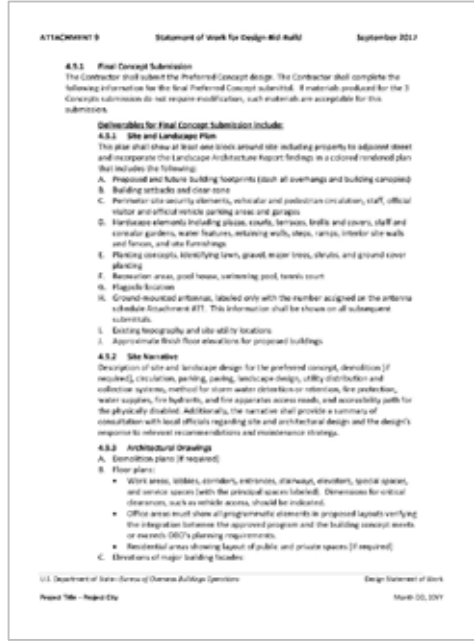 ATTACHMENT 9 Statement of Work for Design-Bid-Build September 2017
4.5.1 Final Concept Submission
The Contractor shall submit the Preferred Concept design. The Contractor shall complete the
following information for the final Preferred Concept submitted. If materials produced for the 3
Concepts submission do not require modification, such materials are acceptable for this
submission.
Deliverables for Final Concept Submission include:
4.5.1 Site and Landscape Plan
This plan shall show at least one block around site including property to adjacent street
and incorporate the Landscape Architecture Report findings in a colored rendered plan
that includes the following:
A. Proposed and future building footprints (dash all overhangs and building canopies)
B. Building setbacks and clear zone
C. Perimeter site security elements, vehicular and pedestrian circulation, staff, official
visitor and official vehicle parking areas and garages
D. Hardscape elements including plazas, courts, terraces, trellis and covers, staff and
consular gardens, water features, retaining walls, steps, ramps, interior site walls
and fences, and site furnishings
E. Planting concepts, identifying lawn, gravel, major trees, shrubs, and ground cover
planting
F. Recreation areas, pool house, swimming pool, tennis court
G. Flagpole location
H. Ground-mounted antennas, labeled only with the number assigned on the antenna
schedule Attachment ATT. This information shall be shown on all subsequent
submittals.
I. Existing topography and site utility locations
J. Approximate finish floor elevations for proposed buildings
4.5.2 Site Narrative
Description of site and landscape design for the preferred concept, demolition (if
required), circulation, parking, paving, landscape design, utility distribution and
collection systems, method for storm water detention or retention, fire protection,
water supplies, fire hydrants, and fire apparatus access roads, and accessibility path for
the physically disabled. Additionally, the narrative shall provide a summary of
consultation with local officials regarding site and architectural design and the design's
response to relevant recommendations and maintenance strategy.
4.5.3 Architectural Drawings
A. Demolition plans (if required)
B. Floor plans:
• Work areas, lobbies, corridors, entrances, stairways, elevators, special spaces,
and service spaces (with the principal spaces labeled). Dimensions for critical
clearances, such as vehicle access, should be indicated.
• Office areas must show all programmatic elements in proposed layouts verifying
the integration between the approved program and the building concept meets
or exceeds OBO's planning requirements.
• Residential areas showing layout of public and private spaces (if required)
C. Elevations of major building facades:
U.S. Department of State: Bureau of Overseas Buildings Operations Design Statement of Work
Project Title – Project City Month DD, 20YY